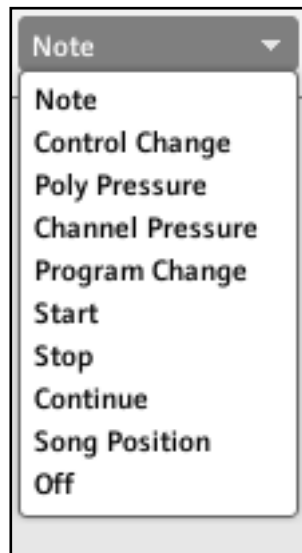 Note
Note
Control Change
Poly Pressure
Channel Pressure
Program Change
Start
Stop
Continue
Song Position
Off